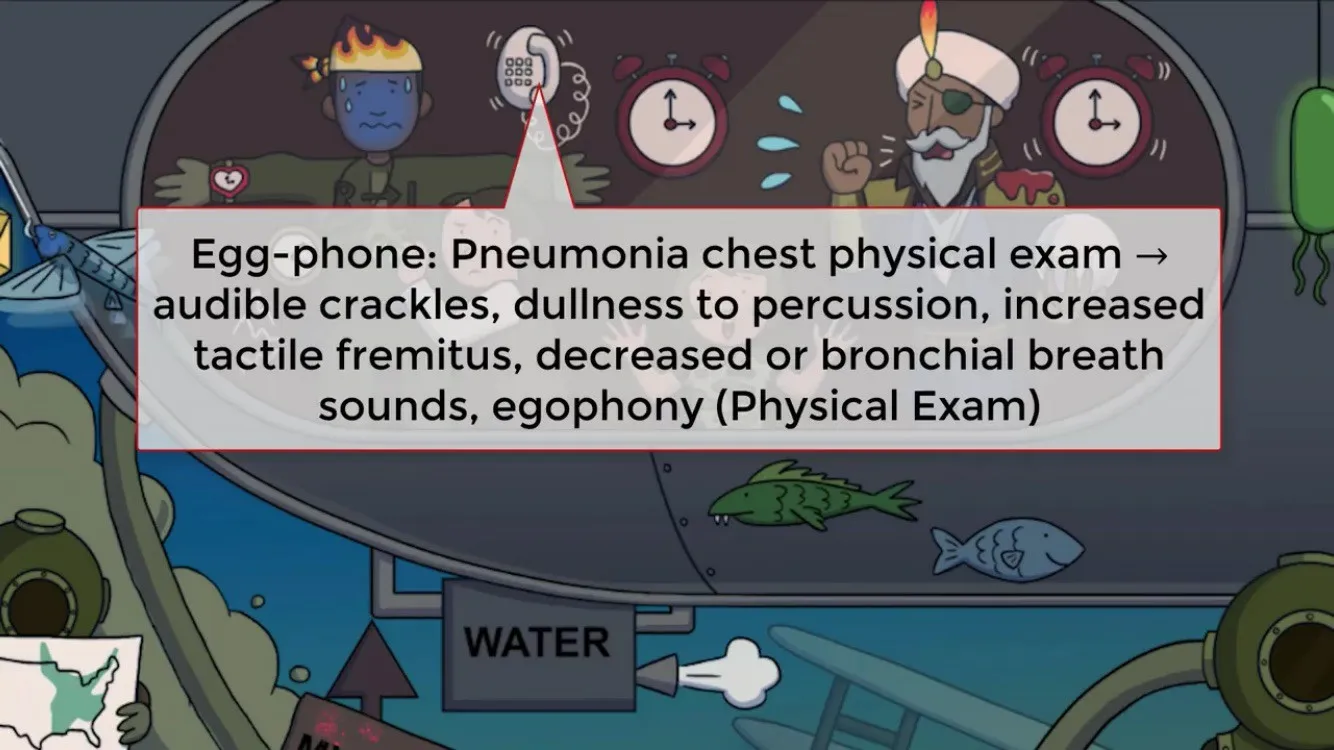 Egg-phone: Pneumonia chest physical exam →
audible crackles, dullness to percussion, increased
tactile fremitus, decreased or bronchial breath
sounds, egophony (Physical Exam)
WATER